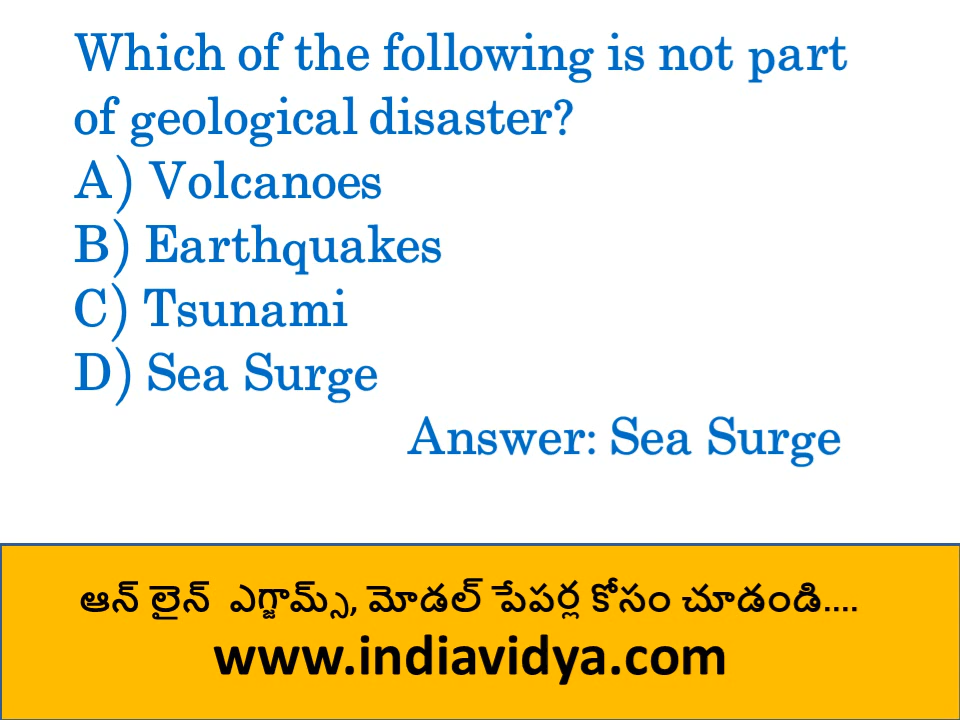 Which of the following is not part
of geological disaster?
A) Volcanoes
B) Earthquakes
C) Tsunami
D) Sea Surge
Answer: Sea Surge
ఆన్ లైన్ ఎగ్జామ్స్, మోడల్ పేపర్ల కోసం చూడండి....
www.indiavidya.com